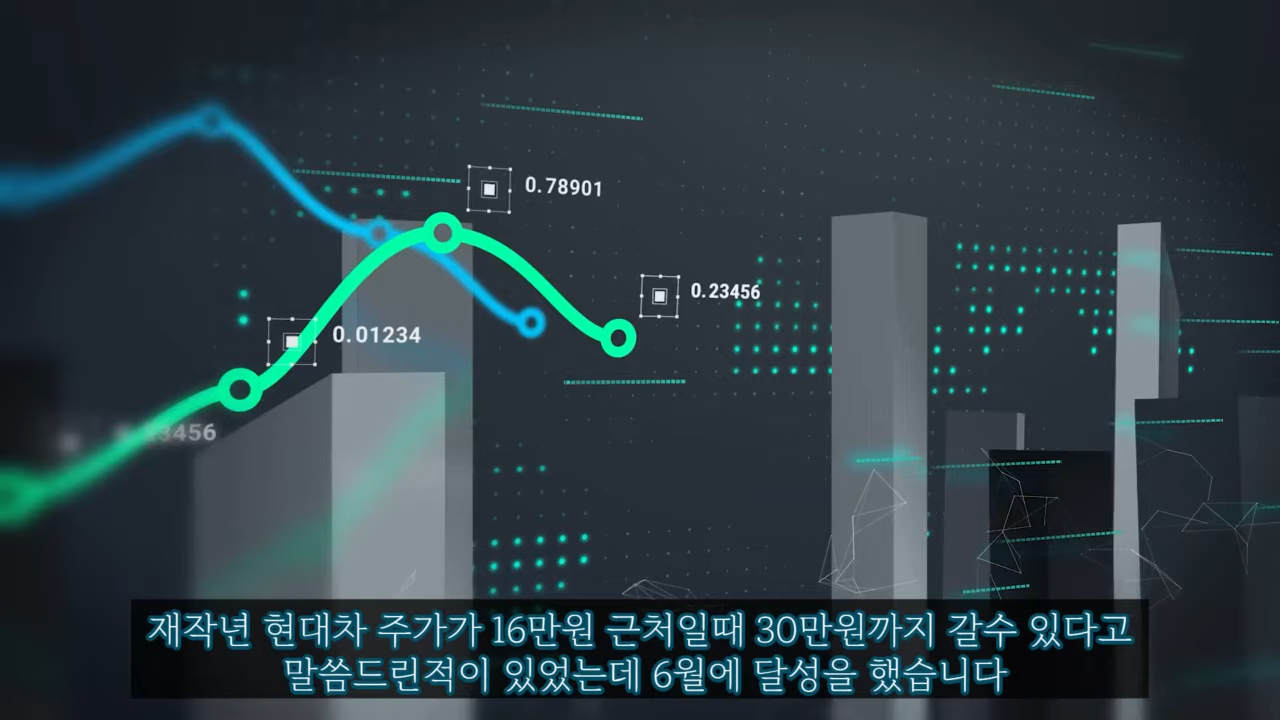 0.78901
0.23456
0.01234
재작년 현대차 주가가 16만원 근처일때 30만원까지 갈수 있다고
말씀드린적이 있었는데 6월에 달성을 했습니다